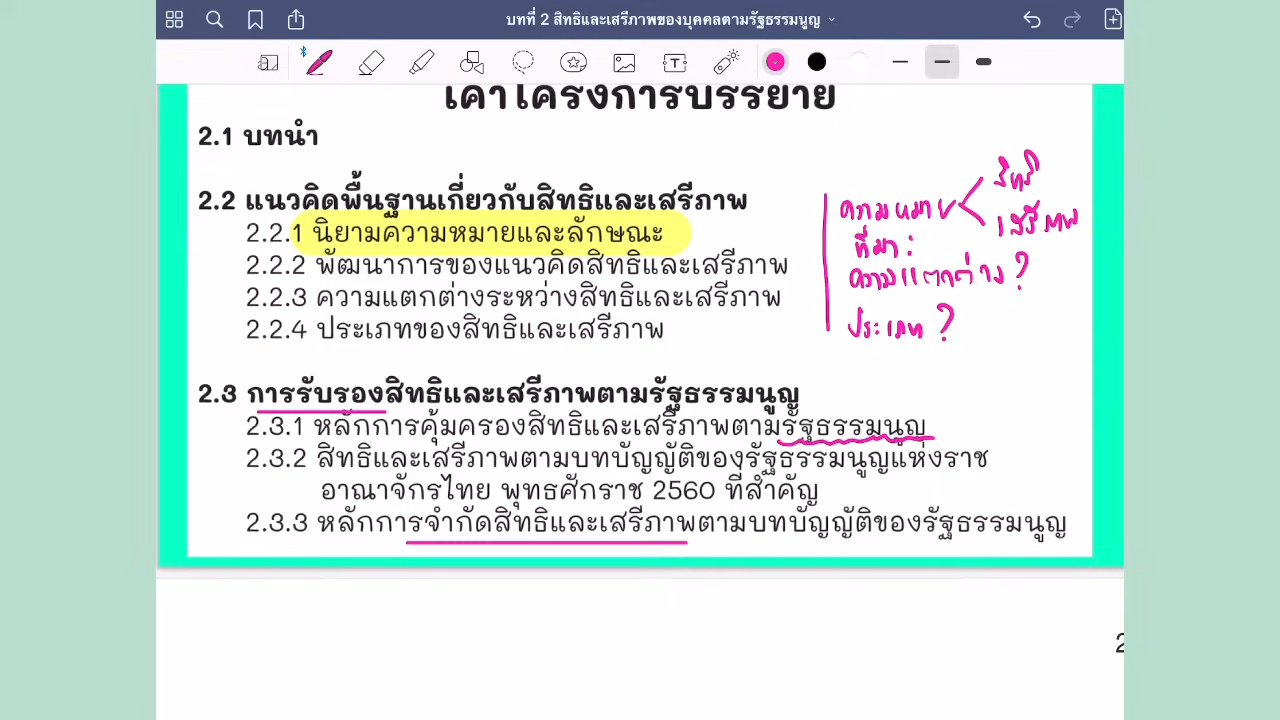 บทที่ 2 สิทธิและเสรีภาพของบุคคลตามรัฐธรรมนูญ
เค้าโครงการบรรยาย
2.1 บทนำ
2.2 แนวคิดพื้นฐานเกี่ยวกับสิทธิและเสรีภาพ
2.2.1 นิยามความหมายและลักษณะ
2.2.2 พัฒนาการของแนวคิดสิทธิและเสรีภาพ
2.2.3 ความแตกต่างระหว่างสิทธิและเสรีภาพ
2.2.4 ประเภทของสิทธิและเสรีภาพ
ความหมาย
สิทธิ
เสรีภาพ
ที่มา :
ความแตกต่าง ?
ประเภท ?
2.3 การรับรองสิทธิและเสรีภาพตามรัฐธรรมนูญ
2.3.1 หลักการคุ้มครองสิทธิและเสรีภาพตามรัฐธรรมนูญ
2.3.2 สิทธิและเสรีภาพตามบทบัญญัติของรัฐธรรมนูญแห่งราช
อาณาจักรไทย พุทธศักราช 2560 ที่สำคัญ
2.3.3 หลักการจำกัดสิทธิและเสรีภาพตามบทบัญญัติของรัฐธรรมนูญ
2